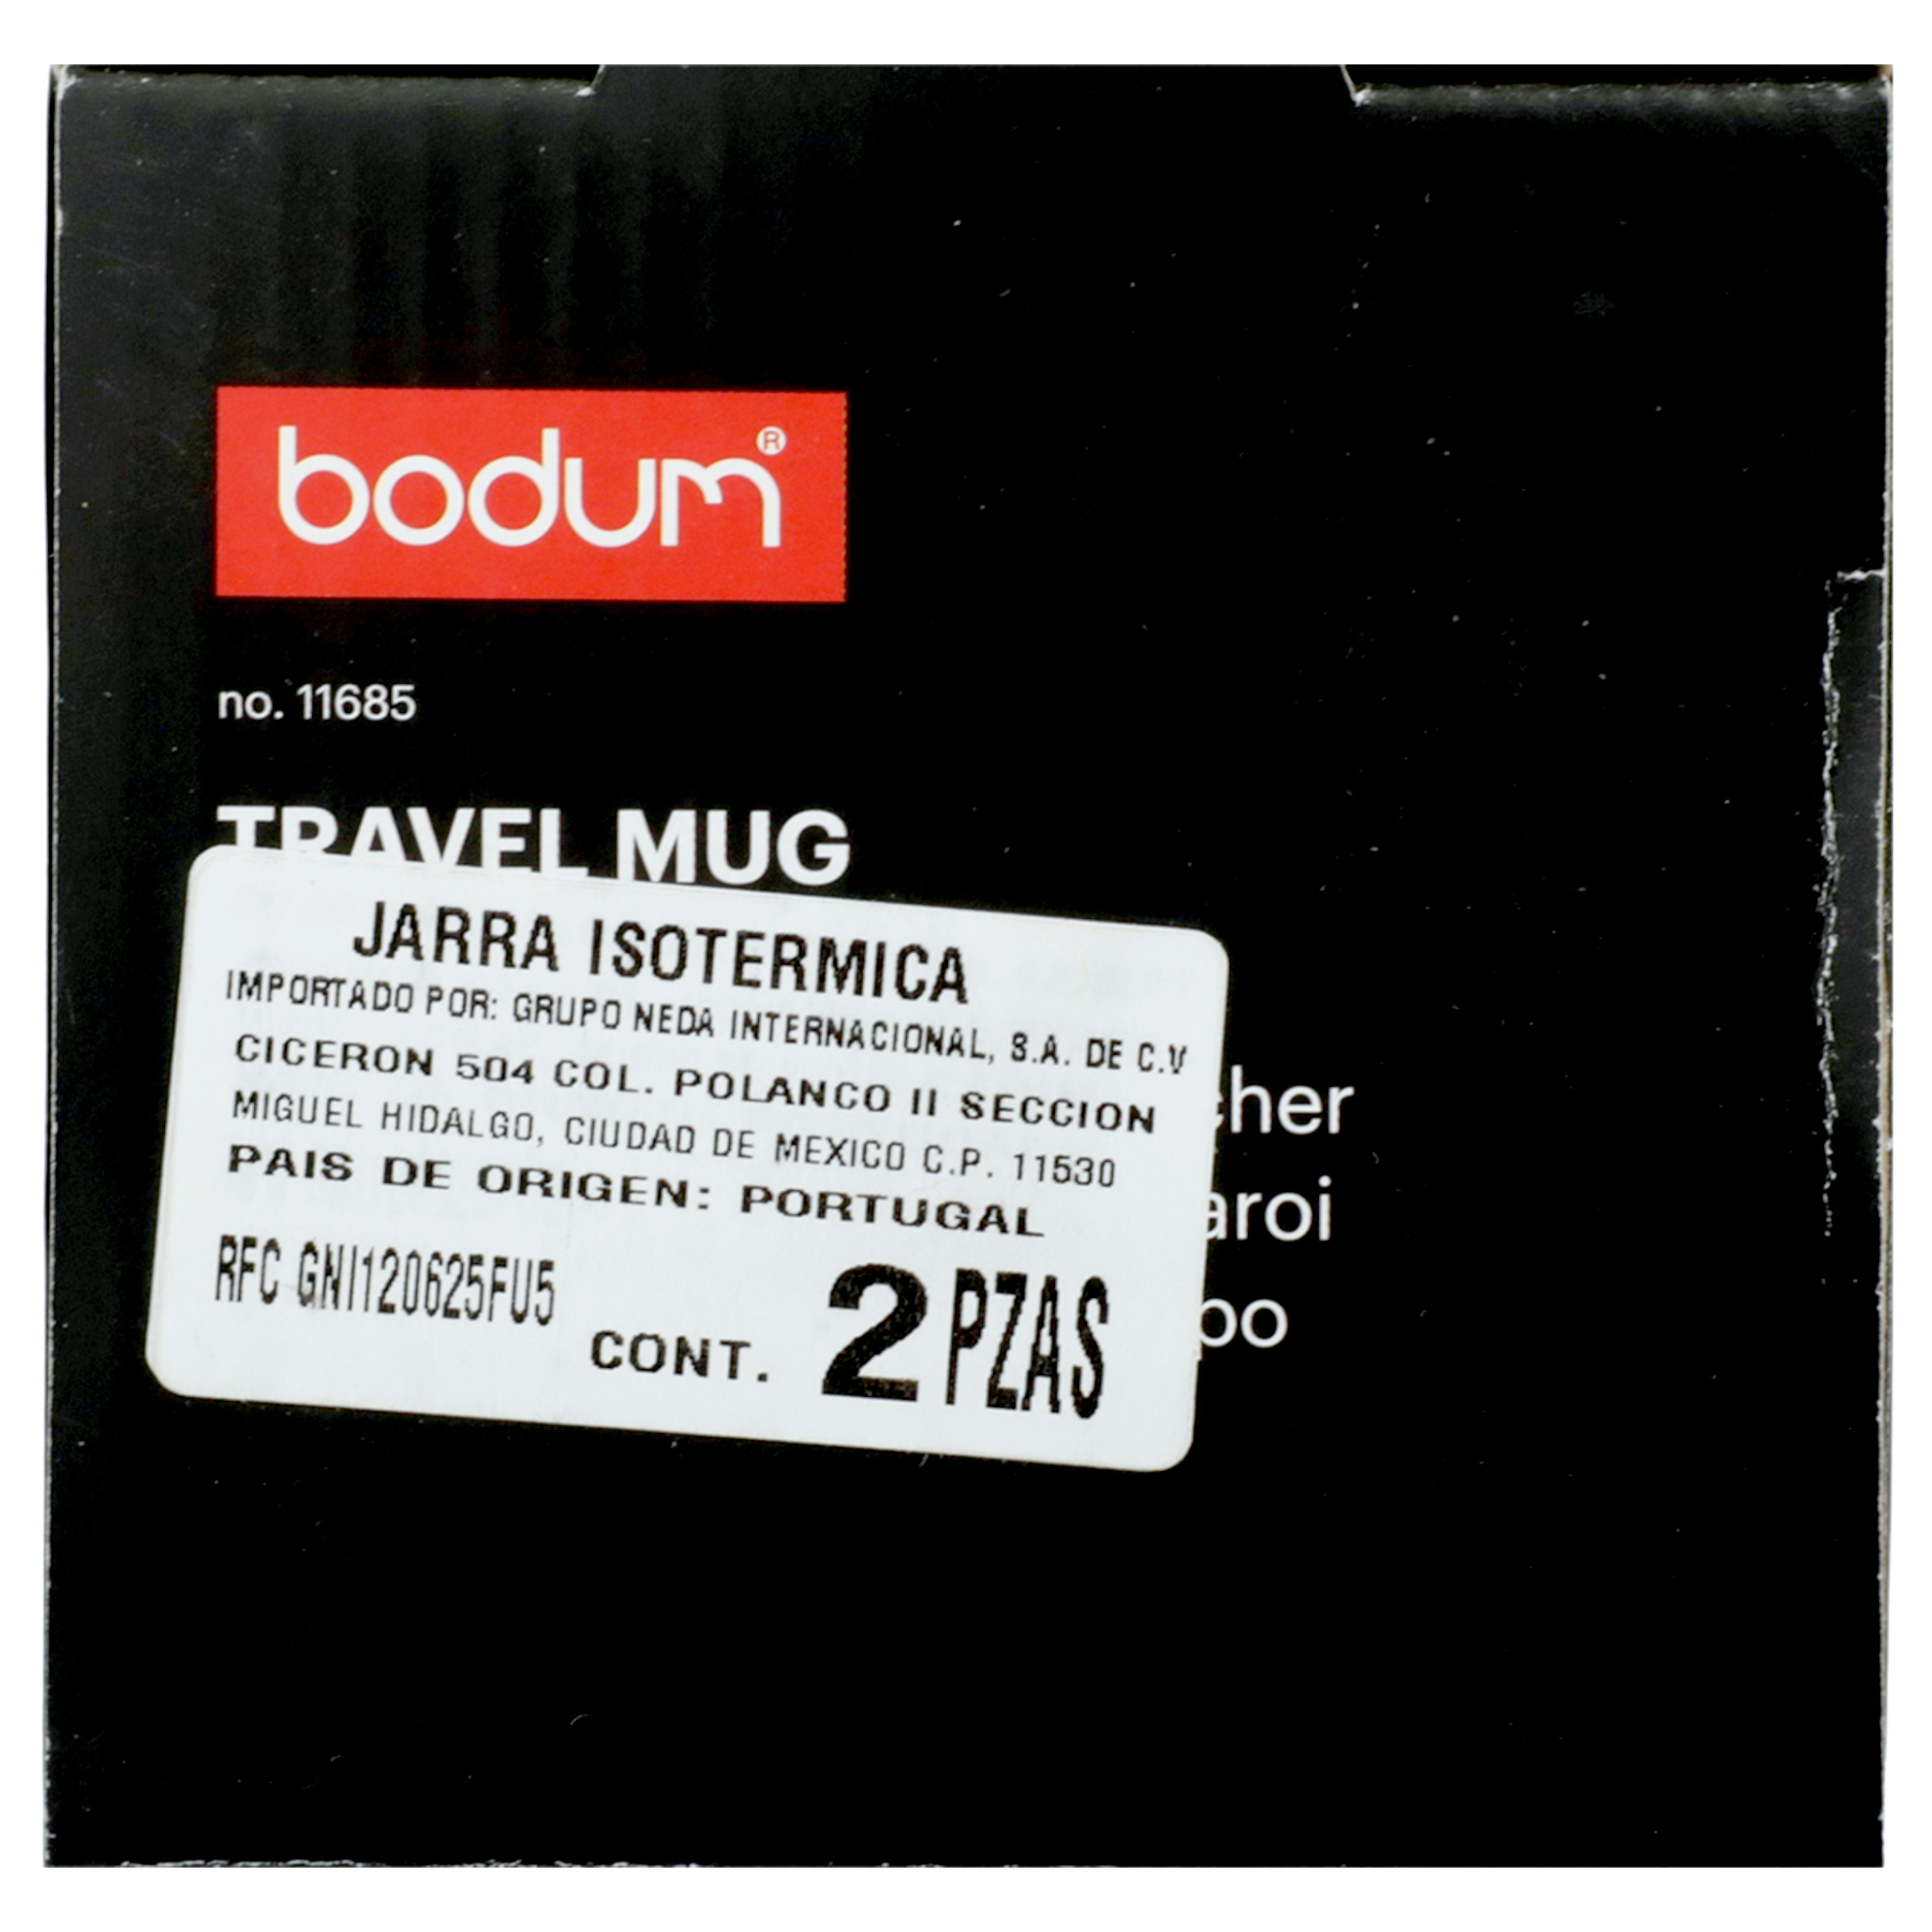 bodum®
no. 11685
TRAVEL MUG
JARRA ISOTERMICA
IMPORTADO POR: GRUPO NEDA INTERNACIONAL, S.A. DE C.V
CICERON 504 COL. POLANCO II SECCION
MIGUEL HIDALGO, CIUDAD DE MEXICO C.P. 11530
PAIS DE ORIGEN: PORTUGAL
RFC GNI120625FU5
CONT. 2 PZAS